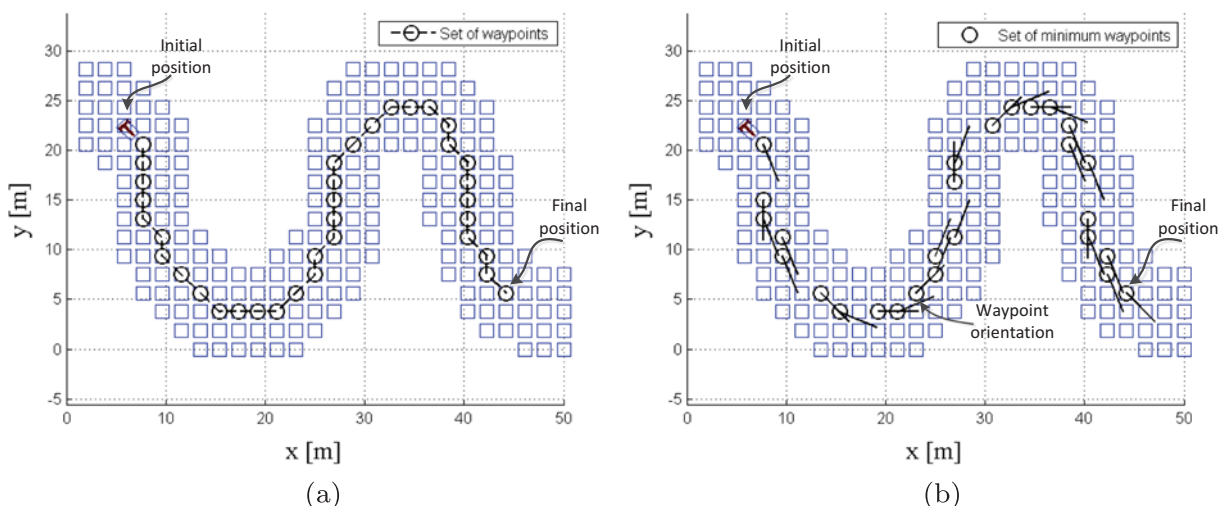 Set of waypoints
Initial
position
Final
position
30
25
20
15
10
5
0
-5
0 10 20 30 40 50
y [m]
x [m]
(a)
Set of minimum waypoints
Initial
position
Final
position
Waypoint
orientation
30
25
20
15
10
5
0
-5
0 10 20 30 40 50
y [m]
x [m]
(b)